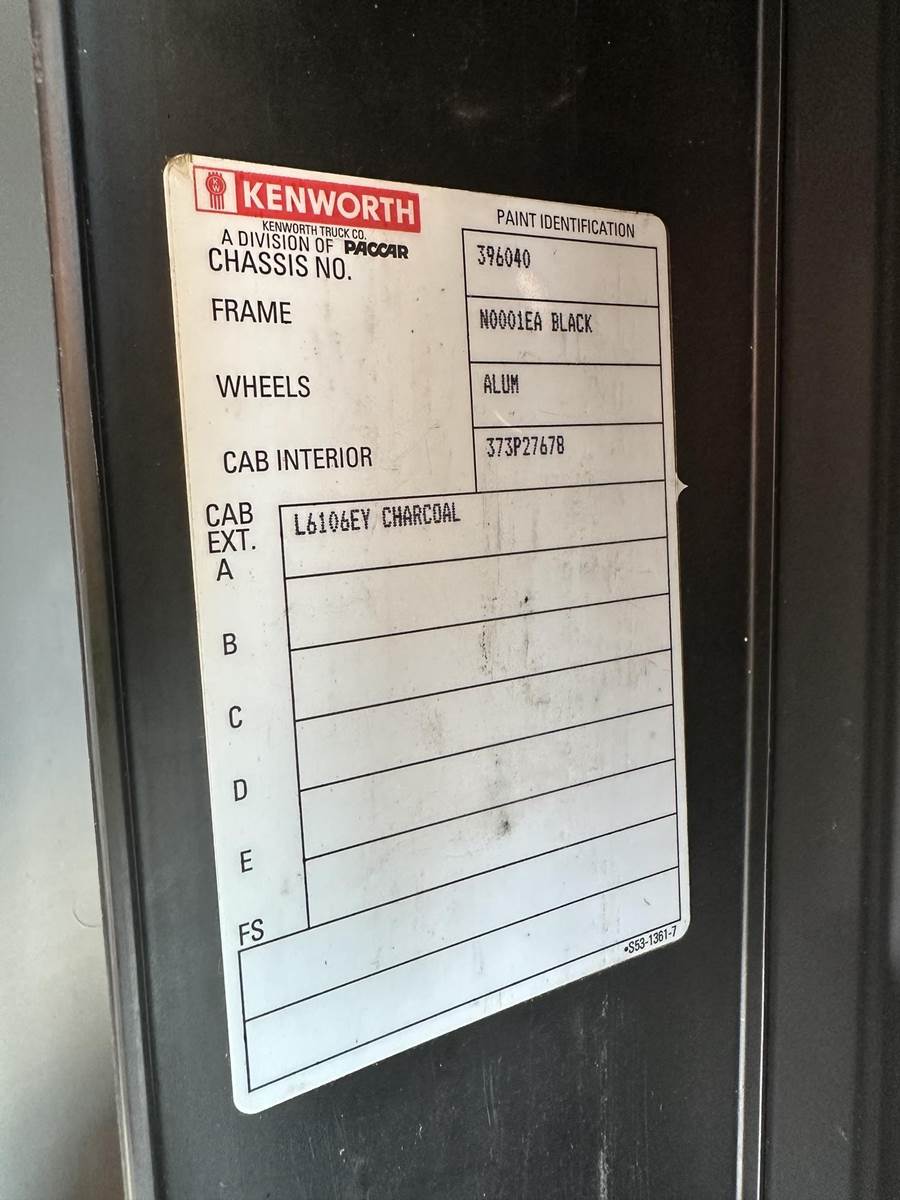 KW KENWORTH
KENWORTH TRUCK CO.
A DIVISION OF PACCAR
PAINT IDENTIFICATION
CHASSIS NO. 396040
FRAME N0001EA BLACK
WHEELS ALUM
CAB INTERIOR 373P27678
CAB
EXT.
A L6106EY CHARCOAL
B
C
D
E
FS
•S53-1361-7